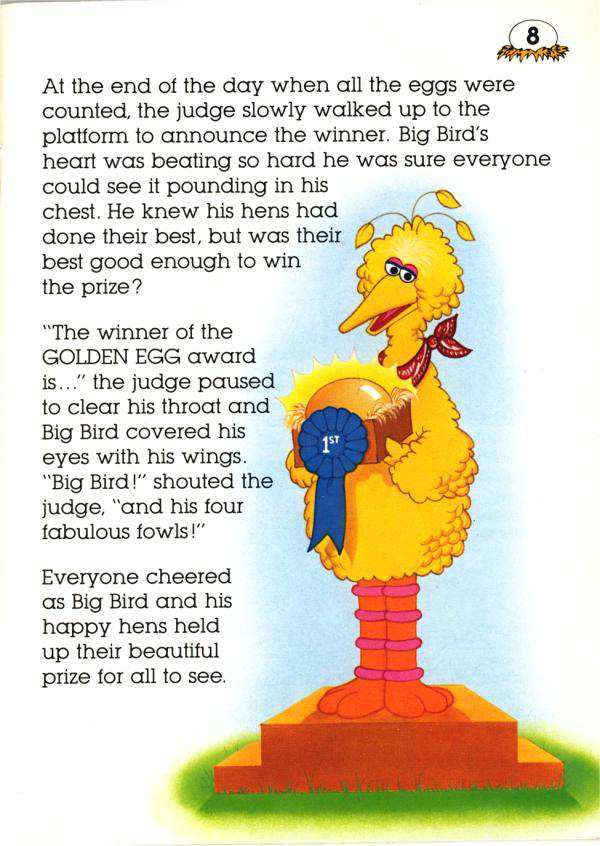 8
At the end of the day when all the eggs were
counted, the judge slowly walked up to the
platform to announce the winner. Big Bird's
heart was beating so hard he was sure everyone
could see it pounding in his
chest. He knew his hens had
done their best, but was their
best good enough to win
the prize?
"The winner of the
GOLDEN EGG award
is..." the judge paused
to clear his throat and
Big Bird covered his
eyes with his wings.
"Big Bird!" shouted the
judge, "and his four
fabulous fowls!"
Everyone cheered
as Big Bird and his
happy hens held
up their beautiful
prize for all to see.
1ST